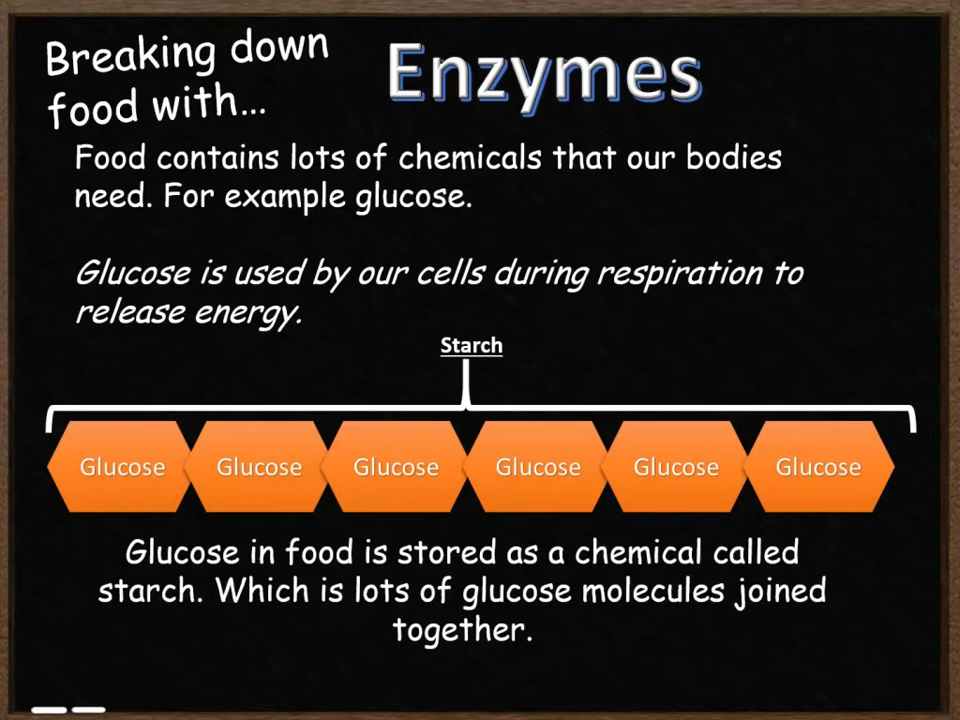 Breaking down
food with...
Enzymes
Food contains lots of chemicals that our bodies
need. For example glucose.
Glucose is used by our cells during respiration to
release energy.
Starch
Glucose Glucose Glucose Glucose Glucose Glucose
Glucose in food is stored as a chemical called
starch. Which is lots of glucose molecules joined
together.